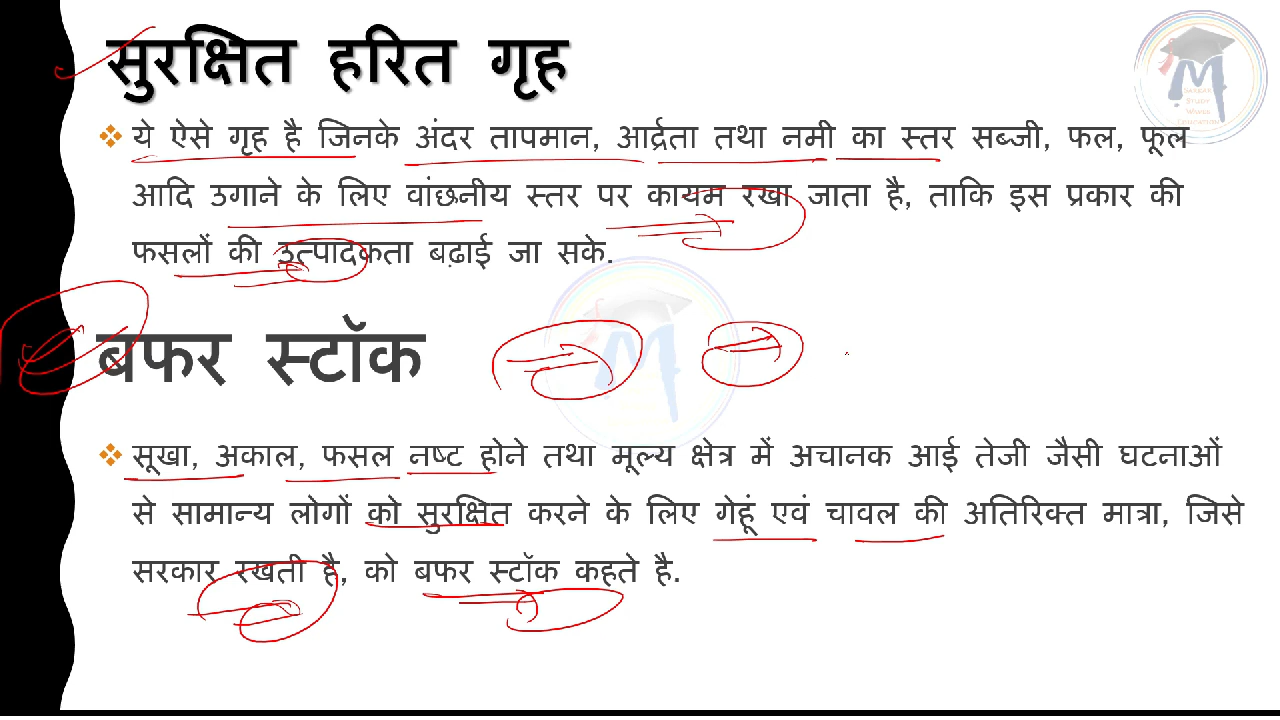 सुरक्षित हरित गृह
ये ऐसे गृह है जिनके अंदर तापमान, आर्द्रता तथा नमी का स्तर सब्जी, फल, फूल
आदि उगाने के लिए वांछनीय स्तर पर कायम रखा जाता है, ताकि इस प्रकार की
फसलों की उत्पादकता बढ़ाई जा सके.
बफर स्टॉक
सूखा, अकाल, फसल नष्ट होने तथा मूल्य क्षेत्र में अचानक आई तेजी जैसी घटनाओं
से सामान्य लोगों को सुरक्षित करने के लिए गेहूं एवं चावल की अतिरिक्त मात्रा, जिसे
सरकार रखती है, को बफर स्टॉक कहते है.